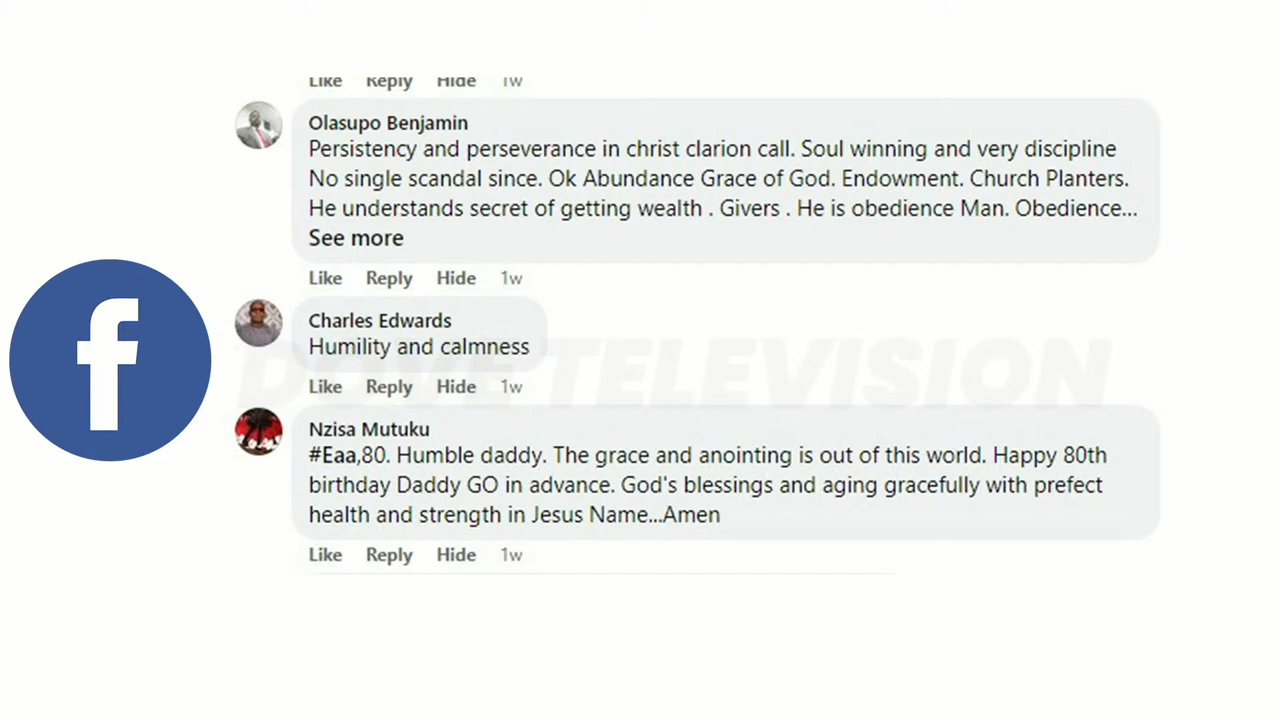 Like Reply Hide 1w
Olasupo Benjamin
Persistency and perseverance in christ clarion call. Soul winning and very discipline
No single scandal since. Ok Abundance Grace of God. Endowment. Church Planters.
He understands secret of getting wealth . Givers . He is obedience Man. Obedience...
See more
Like Reply Hide 1w
Charles Edwards
Humility and calmness
DOVE TELEVISION
Like Reply Hide 1w
Nzisa Mutuku
#Eaa,80. Humble daddy. The grace and anointing is out of this world. Happy 80th
birthday Daddy GO in advance. God's blessings and aging gracefully with prefect
health and strength in Jesus Name...Amen
Like Reply Hide 1w